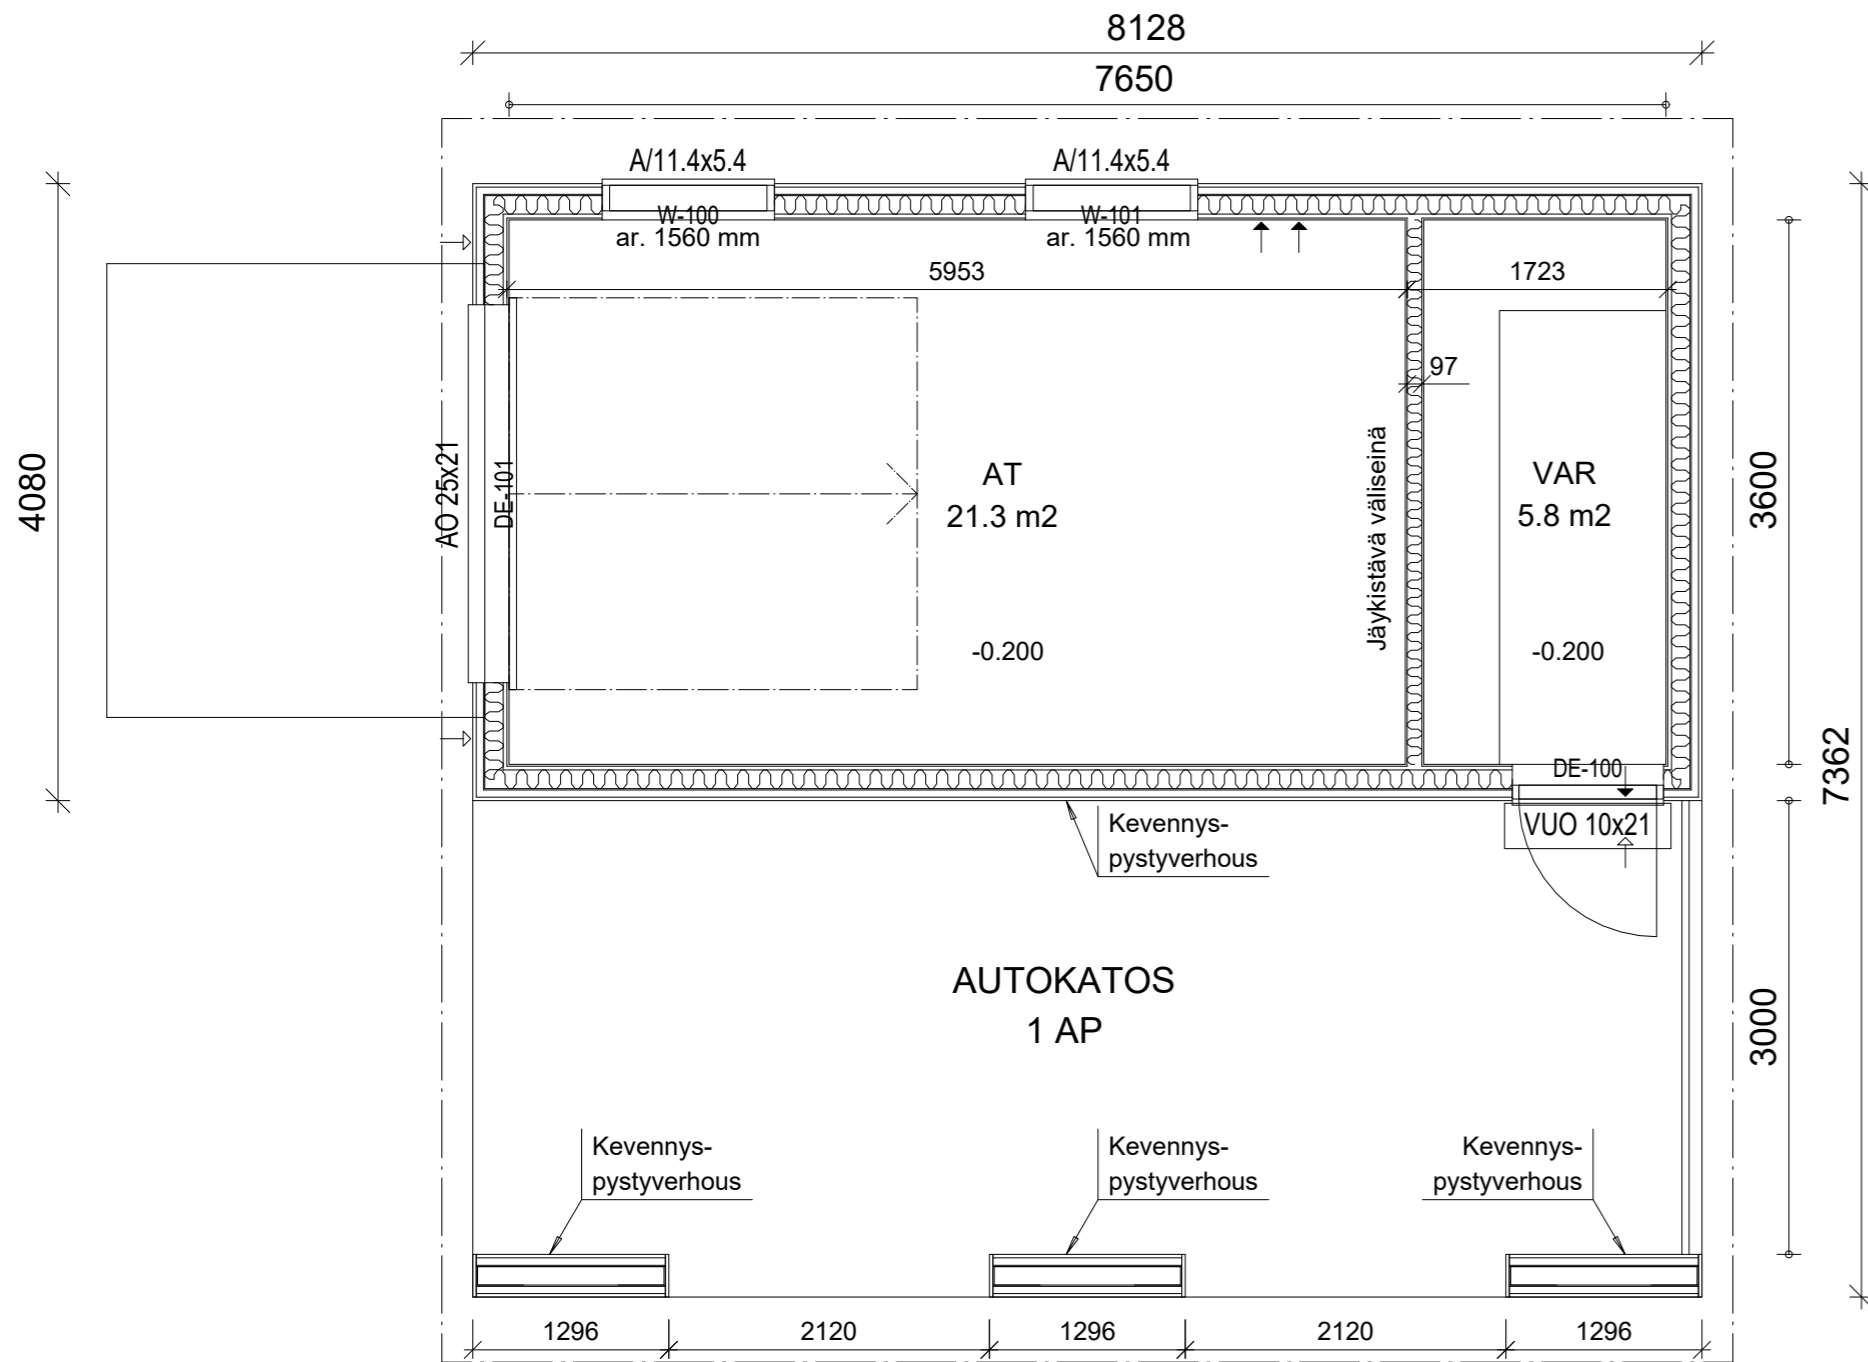 8128
7650
A/11.4x5.4
A/11.4x5.4
W-100
ar. 1560 mm
W-101
ar. 1560 mm
5953
1723
97
4080
AO 25x21
DE-101
AT
21.3 m2
Jäykistävä väliseinä
VAR
5.8 m2
3600
-0.200
-0.200
7362
DE-100
VUO 10x21
Kevennys-
pystyverhous
AUTOKATOS
1 AP
3000
Kevennys-
pystyverhous
Kevennys-
pystyverhous
Kevennys-
pystyverhous
1296
2120
1296
2120
1296